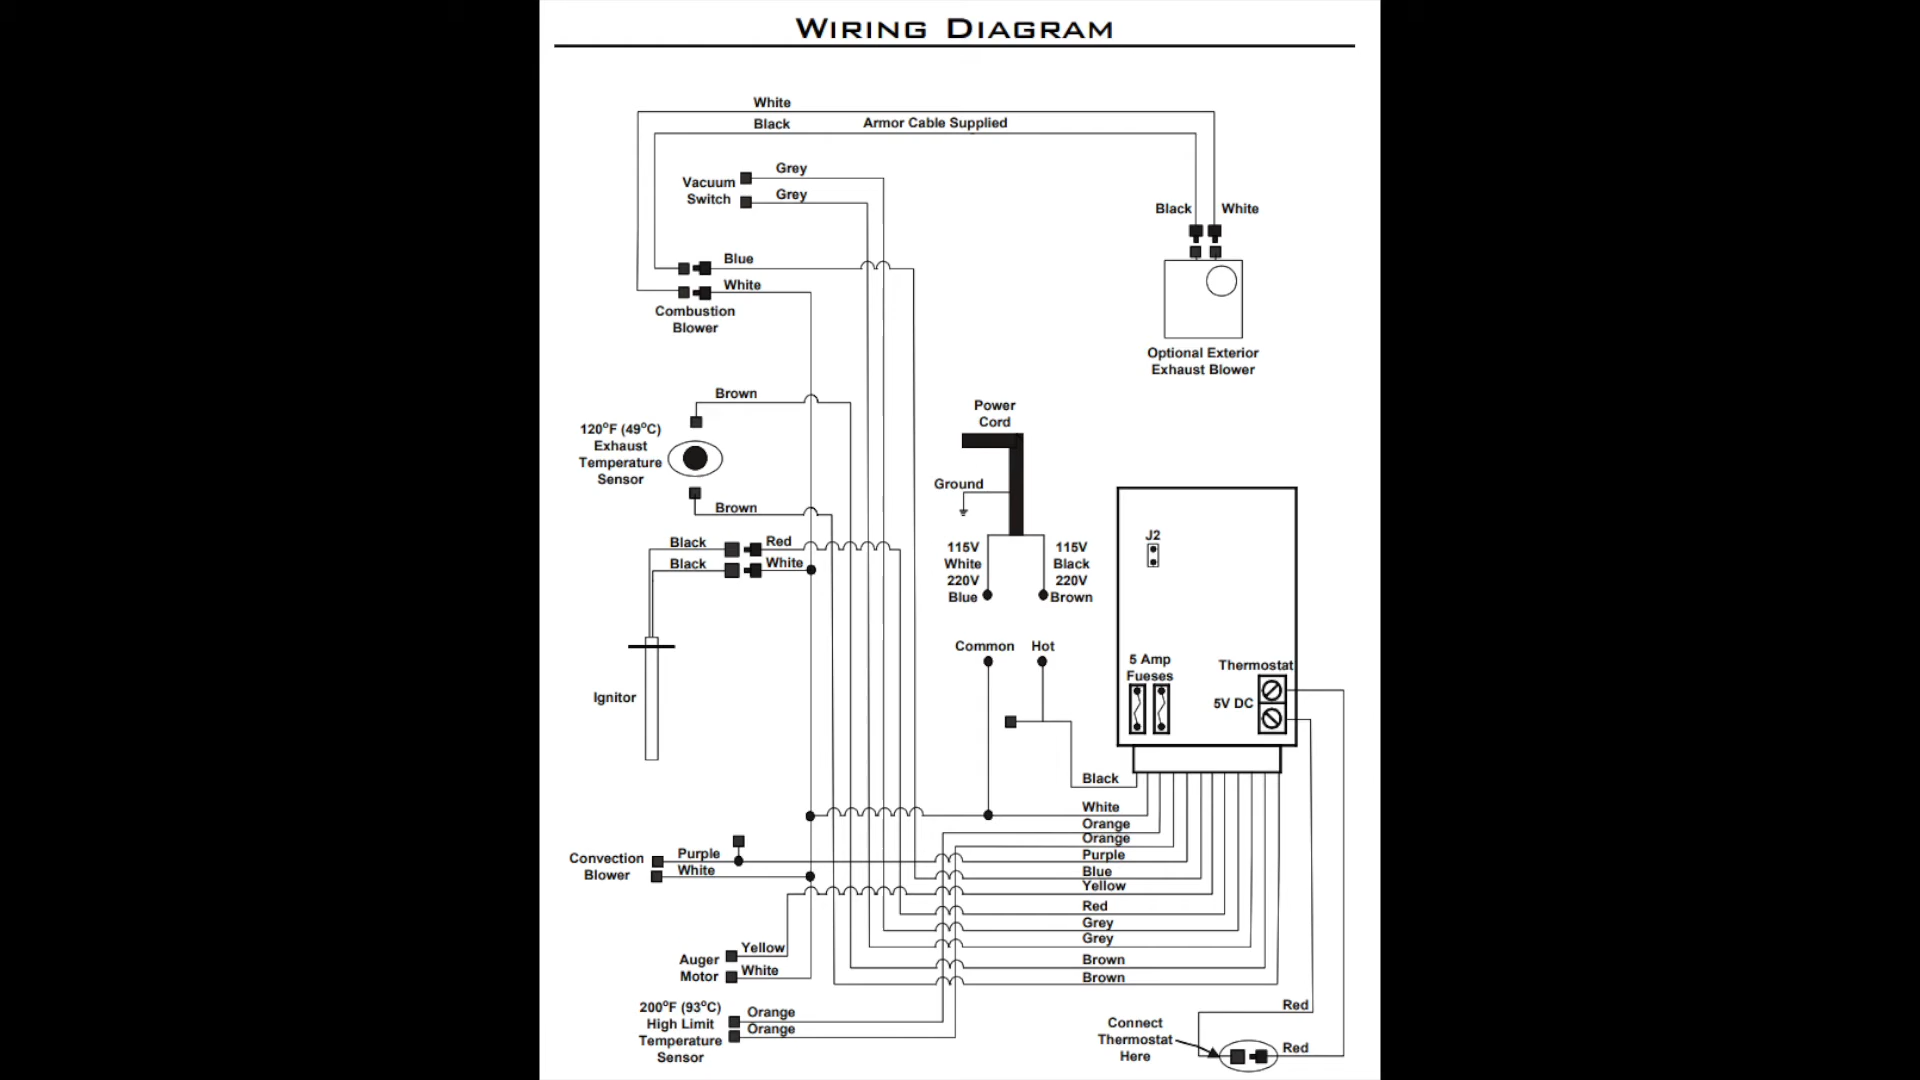 WIRING DIAGRAM
White
Black
Armor Cable Supplied
Grey
Vacuum
Switch
Grey
Black
White
Blue
White
Combustion
Blower
Optional Exterior
Exhaust Blower
Brown
Power
Cord
120°F (49°C)
Exhaust
Temperature
Sensor
Ground
Brown
Black
Red
Black
White
115V
White
220V
Blue
115V
Black
220V
Brown
J2
Common
Hot
5 Amp
Fueses
Thermostat
5V DC
Ignitor
Black
White
Orange
Orange
Purple
Blue
Yellow
Red
Grey
Grey
Brown
Brown
Convection
Blower
Purple
White
Auger
Motor
Yellow
White
200°F (93°C)
High Limit
Temperature
Sensor
Orange
Orange
Connect
Thermostat
Here
Red
Red